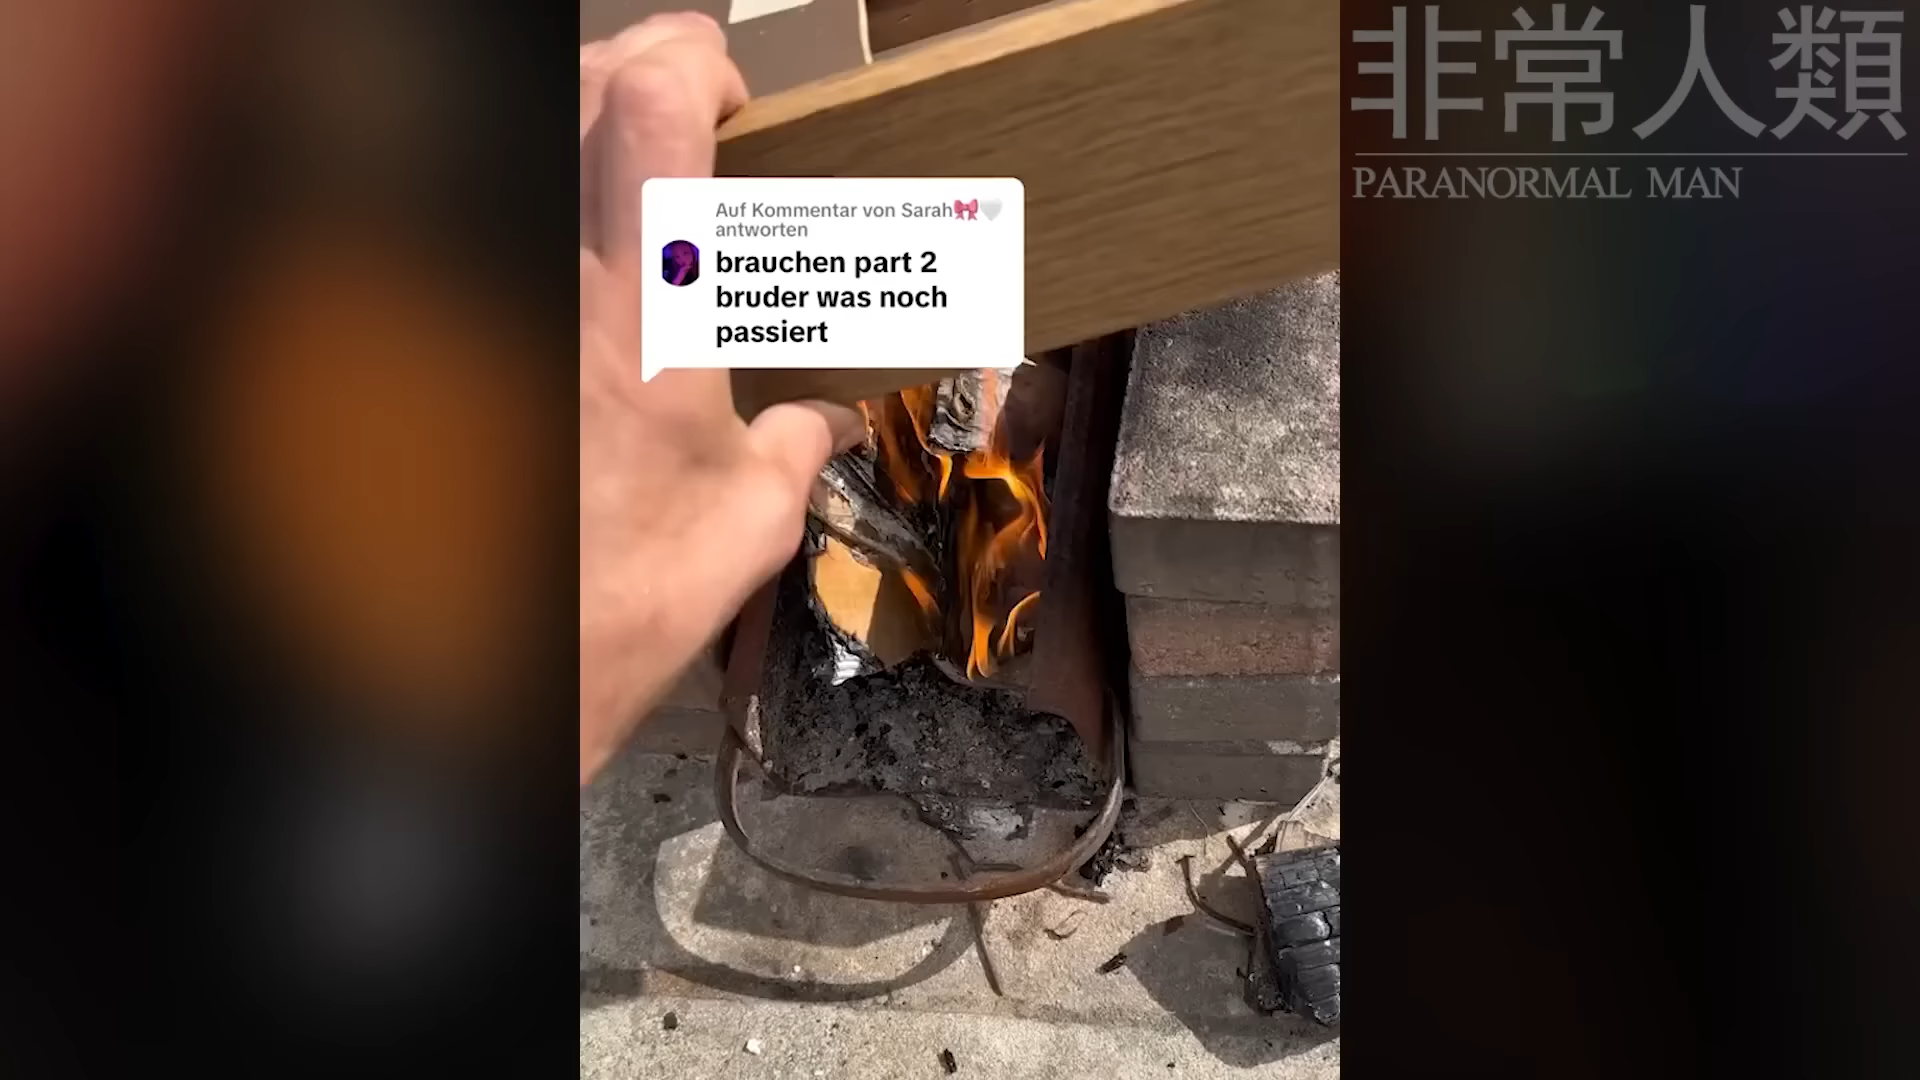 非常人類
PARANORMAL MAN
Auf Kommentar von Sarah🎀🤍
antworten
brauchen part 2
bruder was noch
passiert